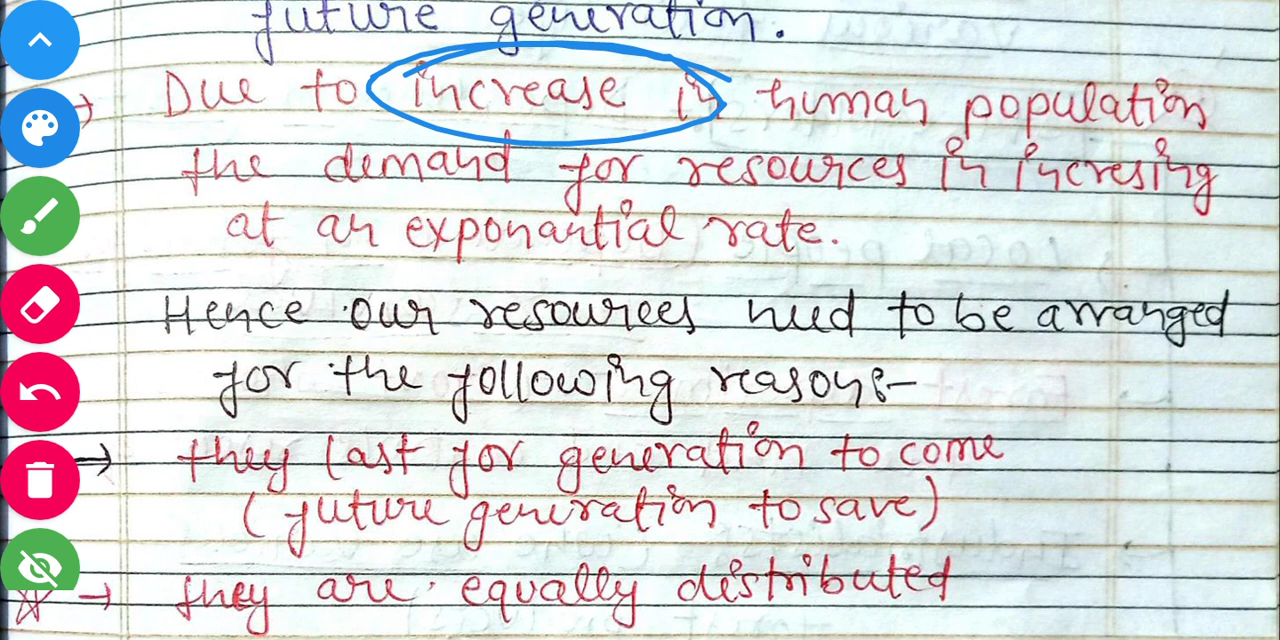 future generation.
→ Due to increase in human population
the demand for resources in incresing
at an exponantial rate.
Hence our resources need to be arranged
for the following reason:-
→ they last for generation to come
(future generation to save)
→ they are equally distributed